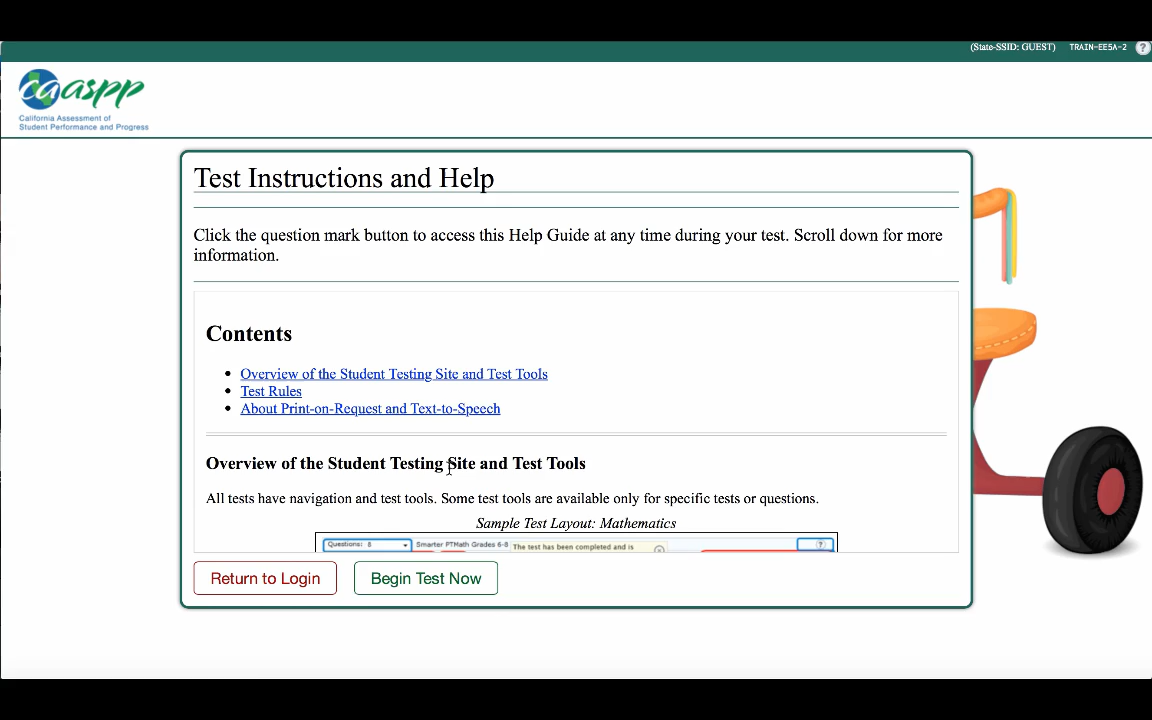 (State-SSID: GUEST) TRAIN-EE5A-2 ?
caaspp
California Assessment of
Student Performance and Progress
Test Instructions and Help
Click the question mark button to access this Help Guide at any time during your test. Scroll down for more
information.
Contents
Overview of the Student Testing Site and Test Tools
Test Rules
About Print-on-Request and Text-to-Speech
Overview of the Student Testing Site and Test Tools
All tests have navigation and test tools. Some test tools are available only for specific tests or questions.
Sample Test Layout: Mathematics
Questions: 8 Smarter PTMath Grades 6-8 The test has been completed and is ?
Return to Login Begin Test Now